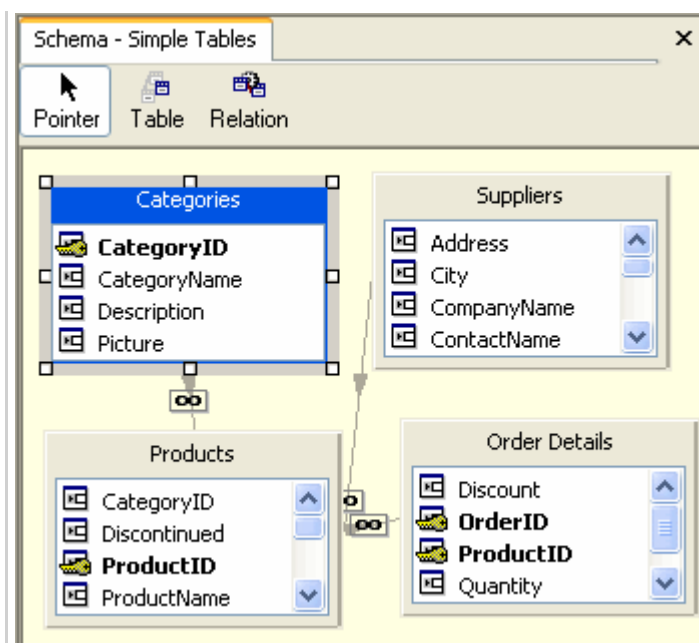 Schema - Simple Tables
Pointer Table Relation
Categories
CategoryID
CategoryName
Description
Picture
Suppliers
Address
City
CompanyName
ContactName
Products
CategoryID
Discontinued
ProductID
ProductName
Order Details
Discount
OrderID
ProductID
Quantity